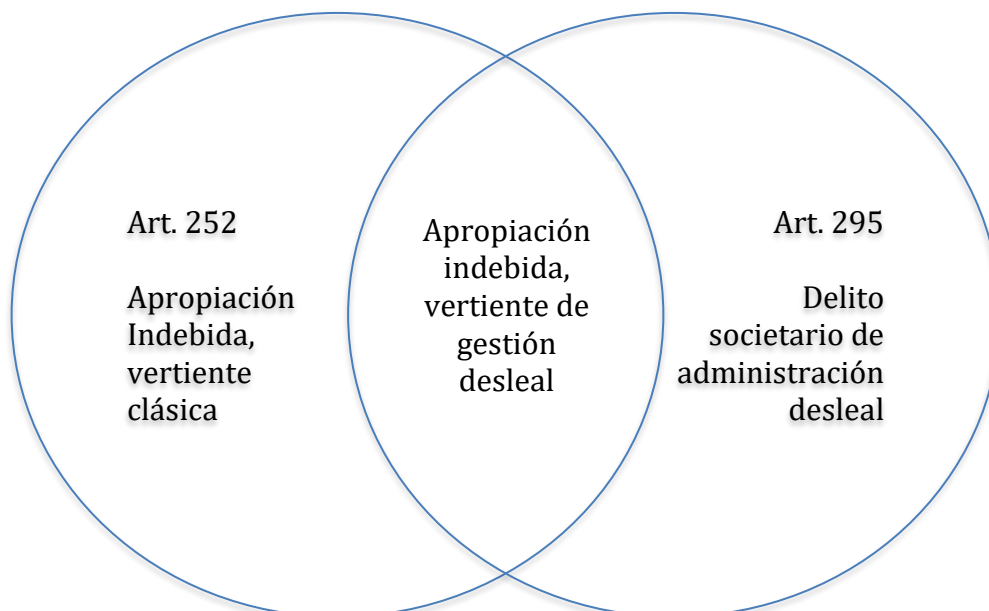 Art. 252
Apropiación
Indebida,
vertiente
clásica
Apropiación
indebida,
vertiente de
gestión
desleal
Art. 295
Delito
societario de
administración
desleal